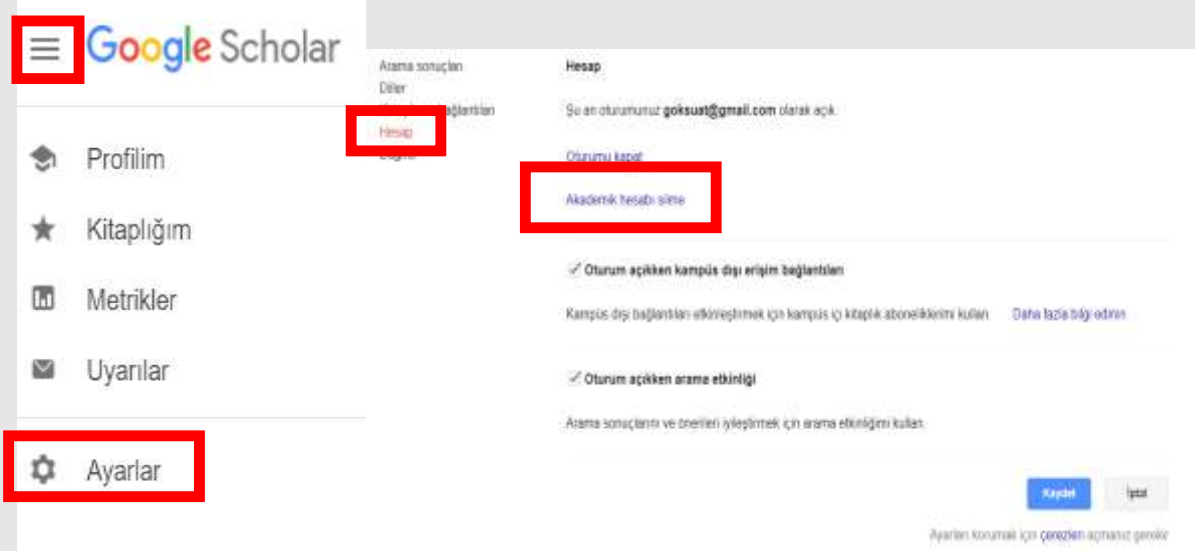 Google Scholar
Profilim
Kitaplığım
Metrikler
Uyarılar
Ayarlar
Arama sonuçları
Diller
bağlantıları
Hesap
Hesap
Şu an oturumunuz goksuat@gmail.com olarak açık.
Oturumu kapat
Akademik hesabı silme
Oturum açıkken kampüs dışı erişim bağlantıları
Kampüs dışı bağlantıları etkinleştirmek için kampüs içi kitaplık aboneliklerimi kullan. Daha fazla bilgi edinin
Oturum açıkken arama etkinliği
Arama sonuçlarını ve önerileri iyileştirmek için arama etkinliğimi kullan.
Kaydet İptal
Ayarları korumak için çerezleri açmanız gerekir